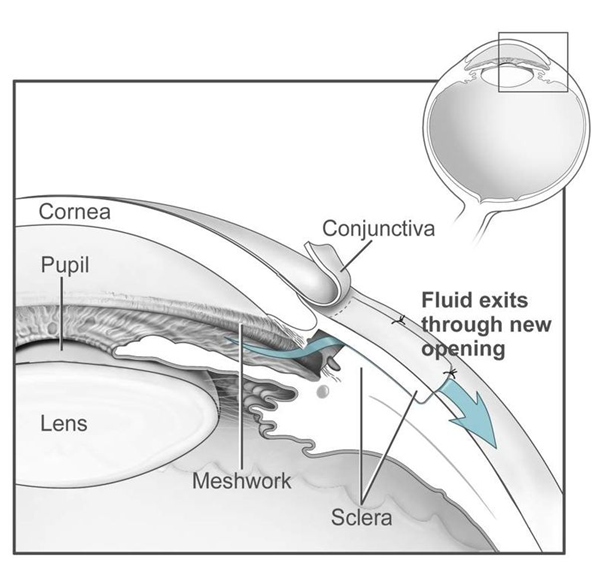 Cornea
Conjunctiva
Pupil
Fluid exits
through new
opening
Lens
Meshwork
Sclera